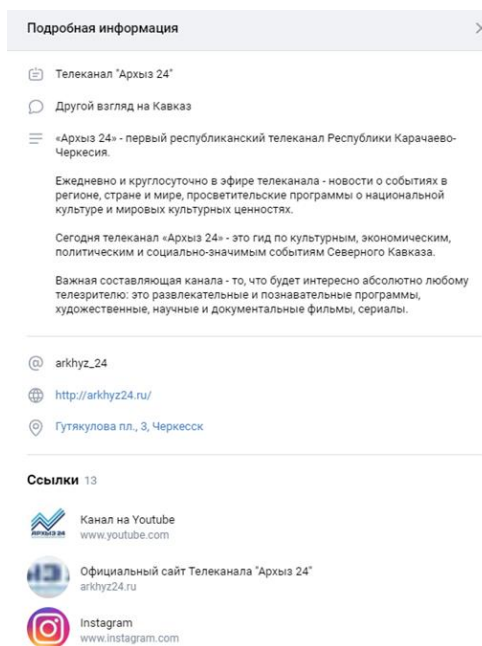 Подробная информация
Телеканал "Архыз 24"
Другой взгляд на Кавказ
«Архыз 24» - первый республиканский телеканал Республики Карачаево-
Черкесия.
Ежедневно и круглосуточно в эфире телеканала - новости о событиях в
регионе, стране и мире, просветительские программы о национальной
культуре и мировых культурных ценностях.
Сегодня телеканал «Архыз 24» - это гид по культурным, экономическим,
политическим и социально-значимым событиям Северного Кавказа.
Важная составляющая канала - то, что будет интересно абсолютно любому
телезрителю: это развлекательные и познавательные программы,
художественные, научные и документальные фильмы, сериалы.
arkhyz_24
http://arkhyz24.ru/
Гутякулова пл., 3, Черкесск
Ссылки 13
АРХЫЗ 24
Канал на Youtube
www.youtube.com
Официальный сайт Телеканала "Архыз 24"
arkhyz24.ru
Instagram
www.instagram.com